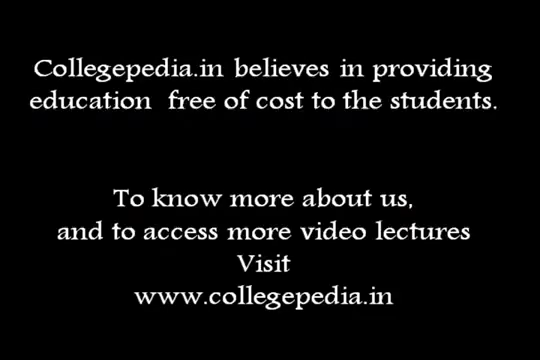 Collegepedia.in believes in providing
education free of cost to the students.
To know more about us,
and to access more video lectures
Visit
www.collegepedia.in